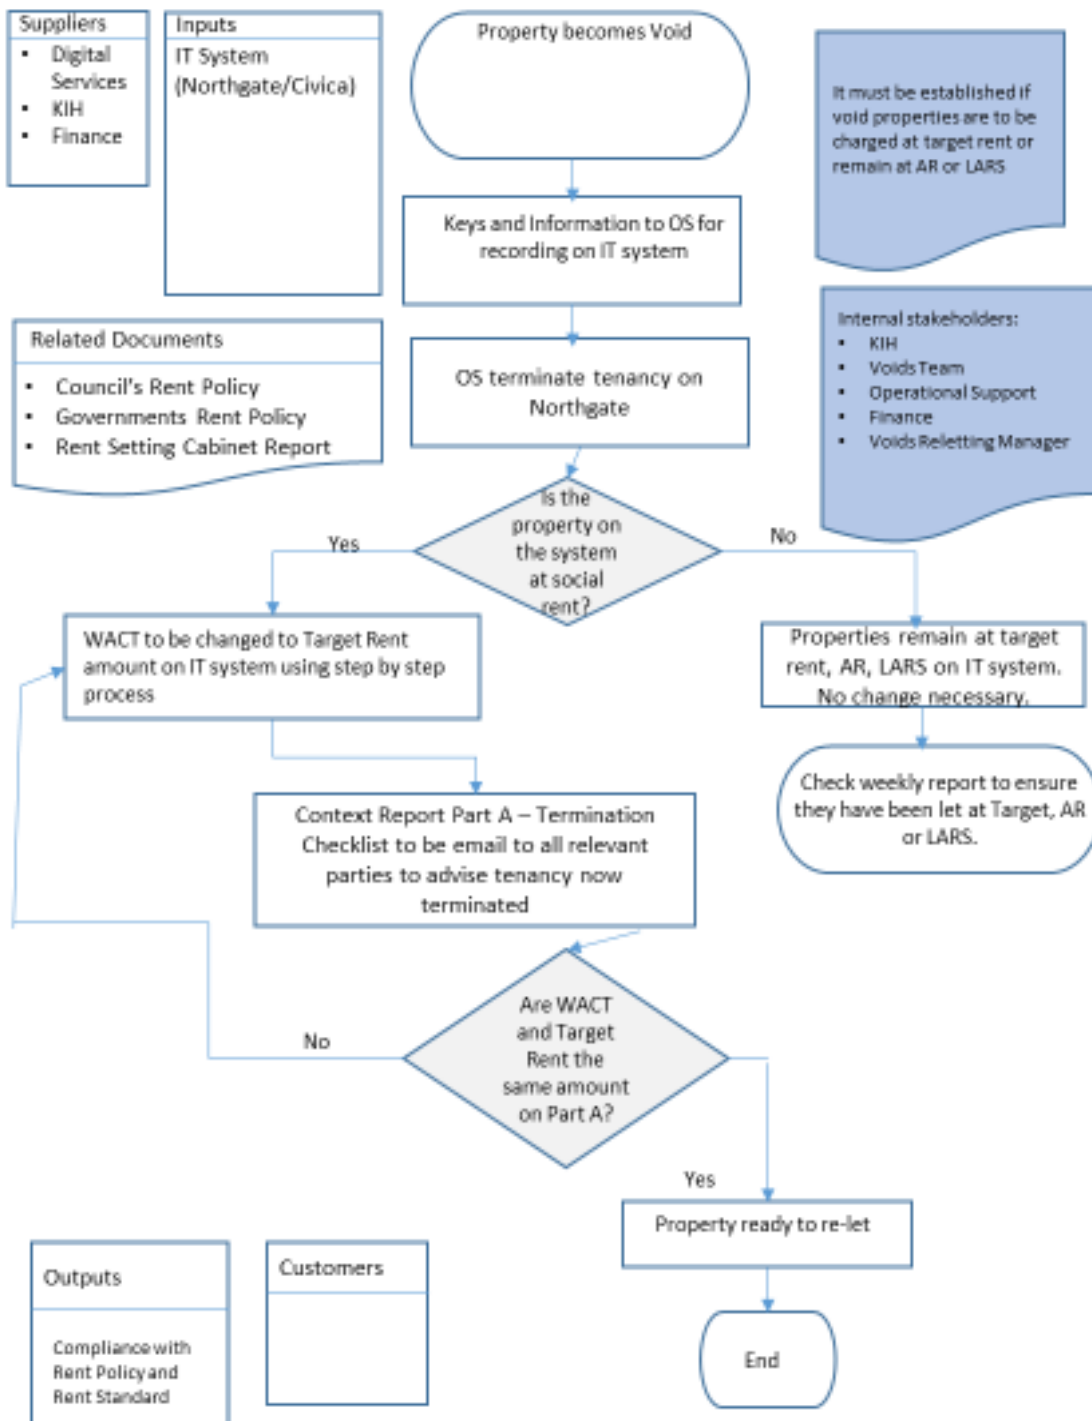 Suppliers
Digital
Services
KIH
Finance
Inputs
IT System
(Northgate/Civica)
Property becomes Void
It must be established if
void properties are to be
charged at target rent or
remain at AR or LARS
Keys and Information to OS for
recording on IT system
Internal stakeholders:
KIH
Voids Team
Operational Support
Finance
Voids Reletting Manager
Related Documents
Council's Rent Policy
Governments Rent Policy
Rent Setting Cabinet Report
OS terminate tenancy on
Northgate
Is the
property on
the system
at social
rent?
Yes
No
WACT to be changed to Target Rent
amount on IT system using step by step
process
Properties remain at target
rent, AR, LARS on IT system.
No change necessary.
Check weekly report to ensure
they have been let at Target, AR
or LARS.
Context Report Part A – Termination
Checklist to be email to all relevant
parties to advise tenancy now
terminated
Are WACT
and Target
Rent the
same amount
on Part A?
No
Yes
Property ready to re-let
End
Outputs
Compliance with
Rent Policy and
Rent Standard
Customers